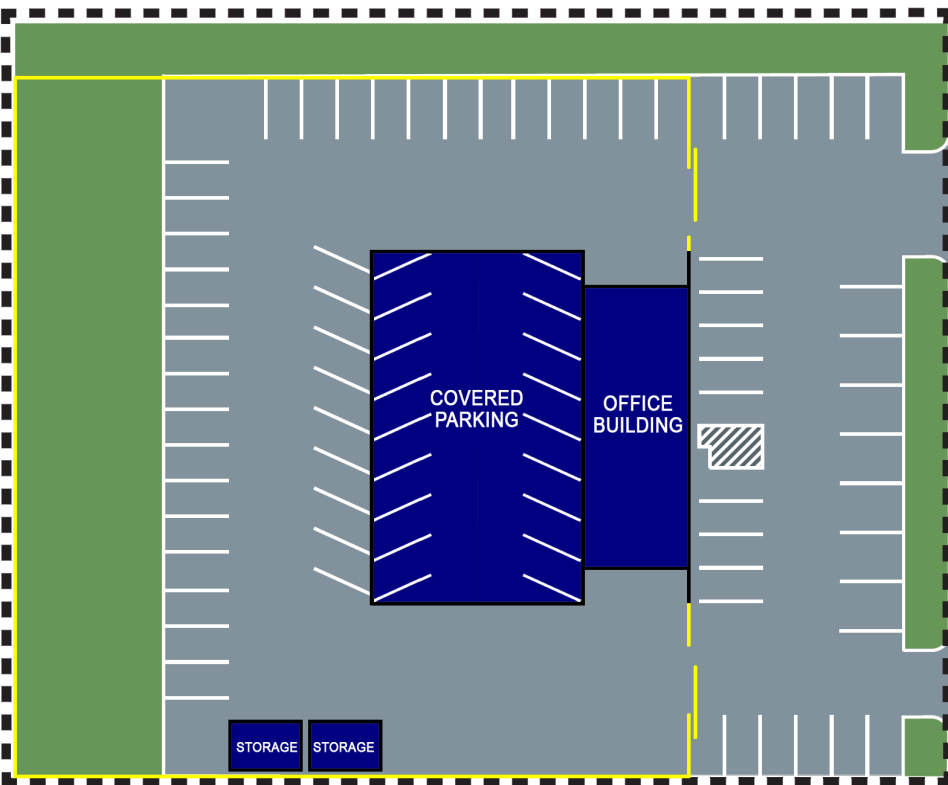 COVERED
PARKING
OFFICE
BUILDING
STORAGE
STORAGE